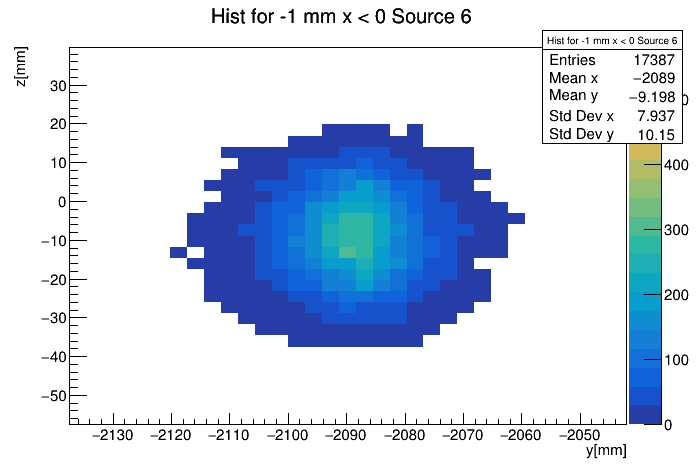 Hist for -1 mm x < 0 Source 6
z[mm]
Hist for -1 mm x < 0 Source 6
Entries 17387
Mean x −2089
Mean y −9.198
Std Dev x 7.937
Std Dev y 10.15
30
20
10
0
−10
−20
−30
−40
−50
0
400
300
200
100
0
−2130 −2120 −2110 −2100 −2090 −2080 −2070 −2060 −2050
y[mm]